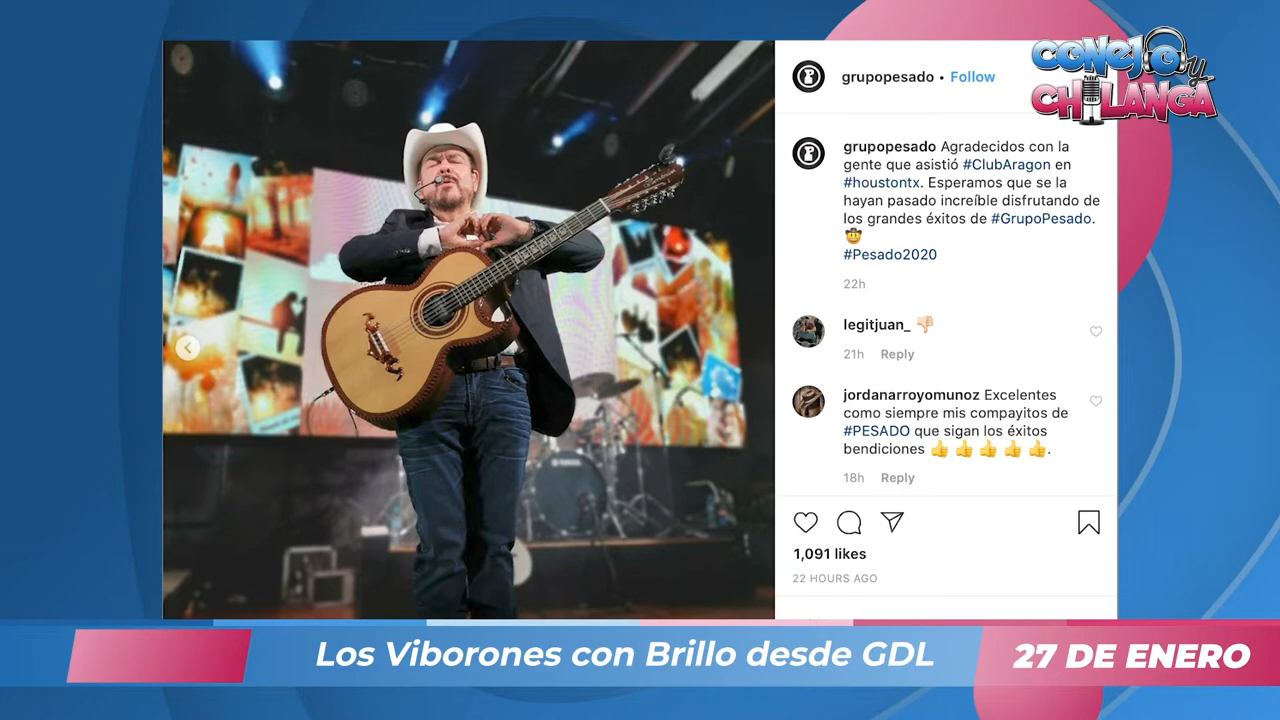 CONEJO y
CHILANGA
grupopesado • Follow
grupopesado Agradecidos con la
gente que asistió #ClubAragon en
#houstontx. Esperamos que se la
hayan pasado increíble disfrutando de
los grandes éxitos de #GrupoPesado.
🤠
#Pesado2020
22h
legitjuan_ 👎🏻
21h Reply
jordanarroyomunoz Excelentes
como siempre mis compayitos de
#PESADO que sigan los éxitos
bendiciones 👍👍👍👍👍.
18h Reply
1,091 likes
22 HOURS AGO
Los Viborones con Brillo desde GDL
27 DE ENERO